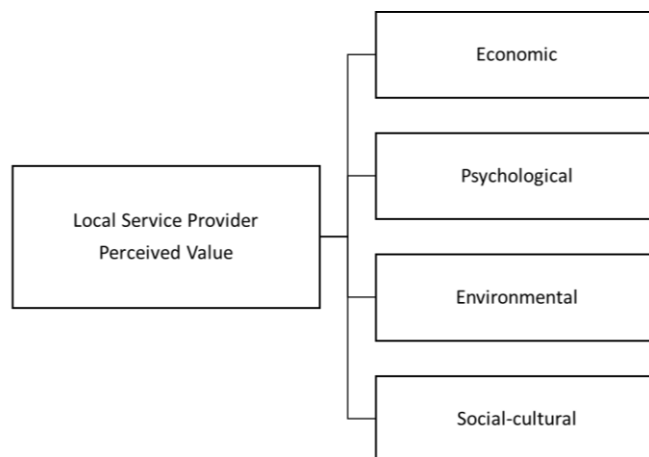 Economic
Psychological
Local Service Provider
Perceived Value
Environmental
Social-cultural